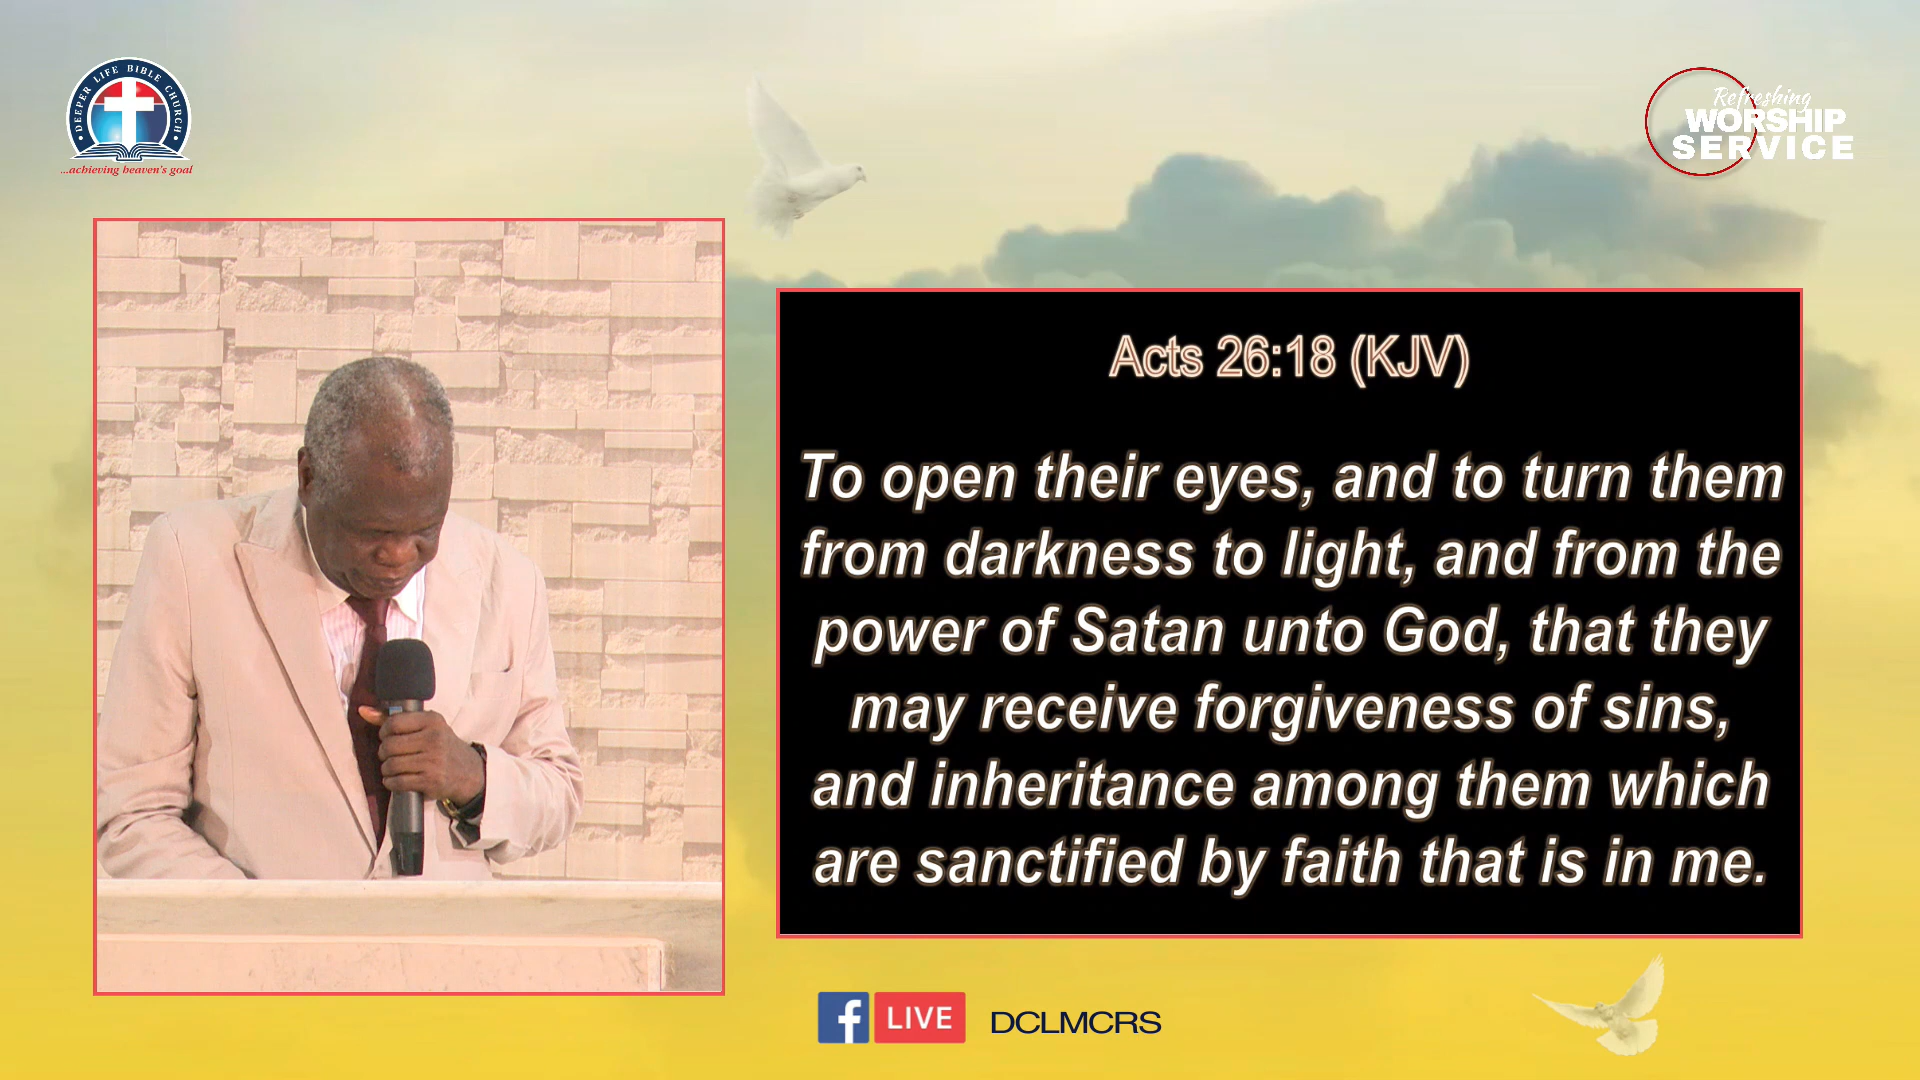 DEEPER LIFE BIBLE CHURCH
...achieving heaven's goal
Refreshing
WORSHIP
SERVICE
Acts 26:18 (KJV)
To open their eyes, and to turn them
from darkness to light, and from the
power of Satan unto God, that they
may receive forgiveness of sins,
and inheritance among them which
are sanctified by faith that is in me.
f LIVE DCLMCRS